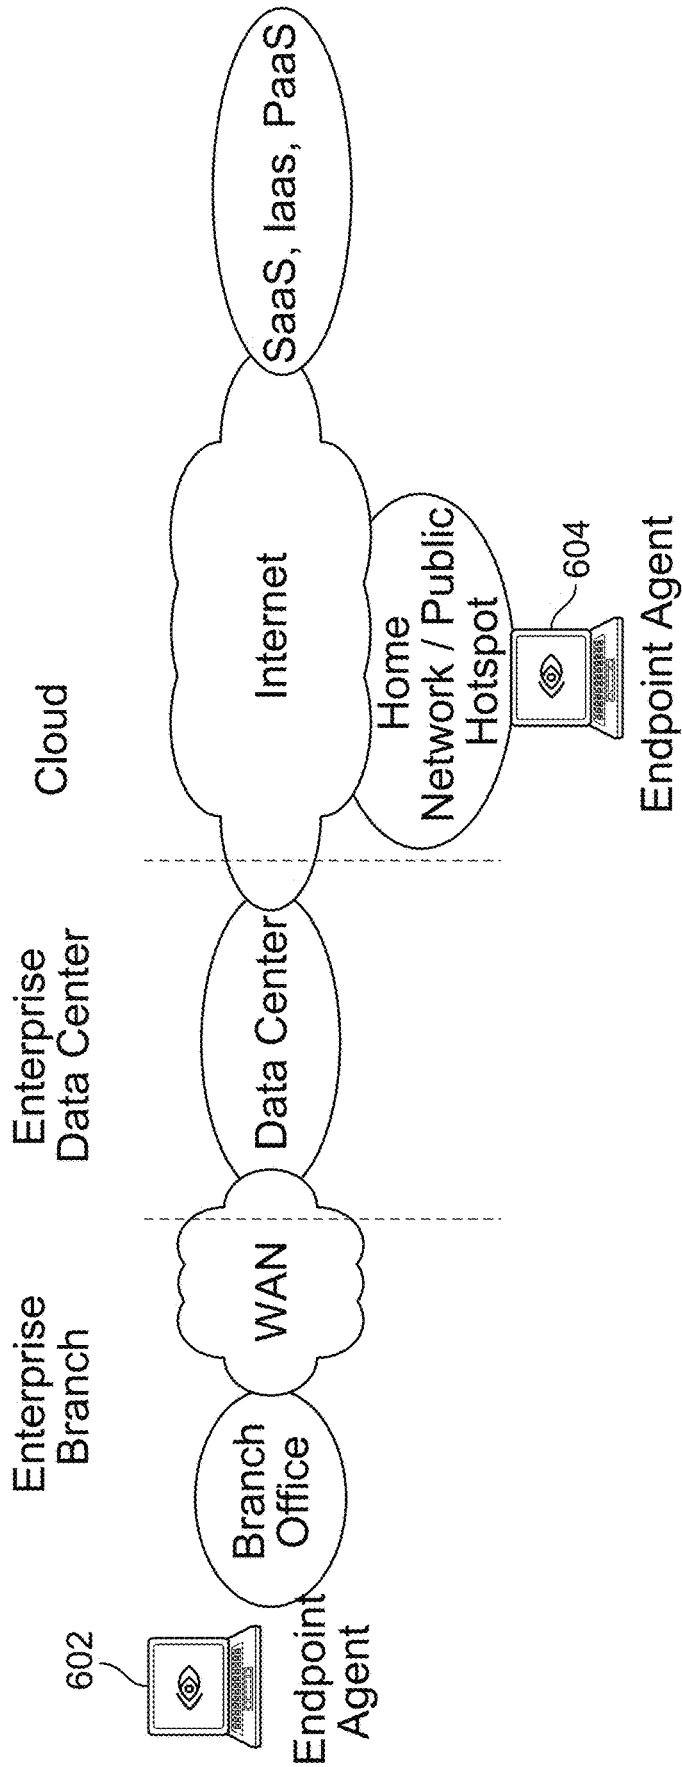 Enterprise
Branch
Enterprise
Data Center
Cloud
602
Endpoint
Agent
Branch
Office
WAN
Data Center
Internet
SaaS, Iaas, PaaS
Home
Network / Public
Hotspot
604
Endpoint Agent